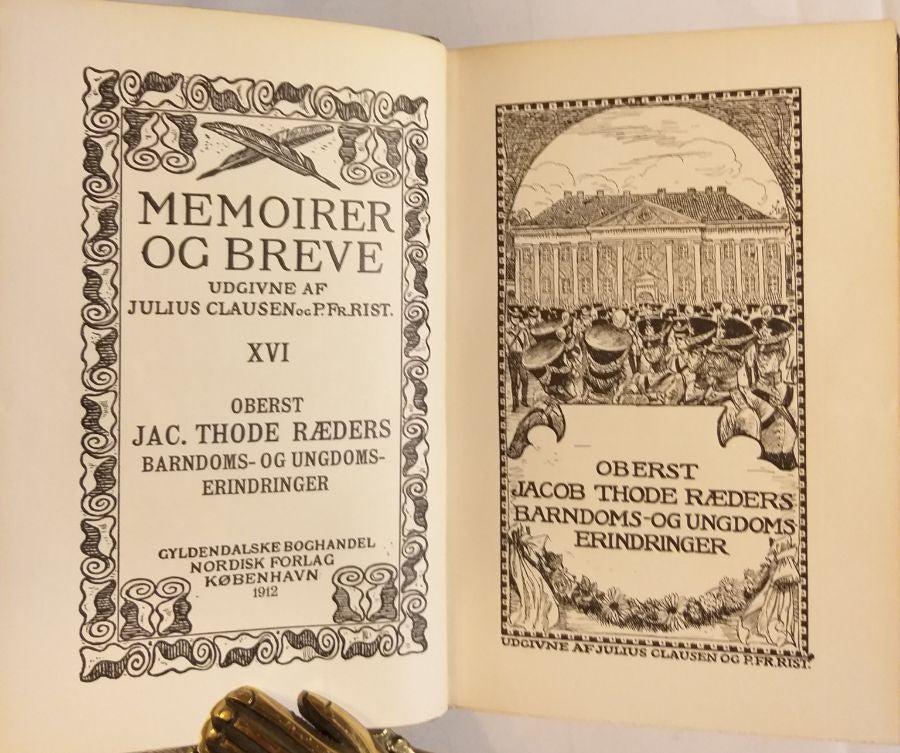 MEMOIRER
OG BREVE
UDGIVNE AF
JULIUS CLAUSEN OG P. FR. RIST.
XVI
OBERST
JAC. THODE RÆDERS
BARNDOMS- OG UNGDOMS-
ERINDRINGER
GYLDENDALSKE BOGHANDEL
NORDISK FORLAG
KØBENHAVN
1912
OBERST
JACOB THODE RÆDERS
BARNDOMS-OG UNGDOMS
ERINDRINGER
UDGIVNE AF JULIUS CLAUSEN OG P. FR. RIST.